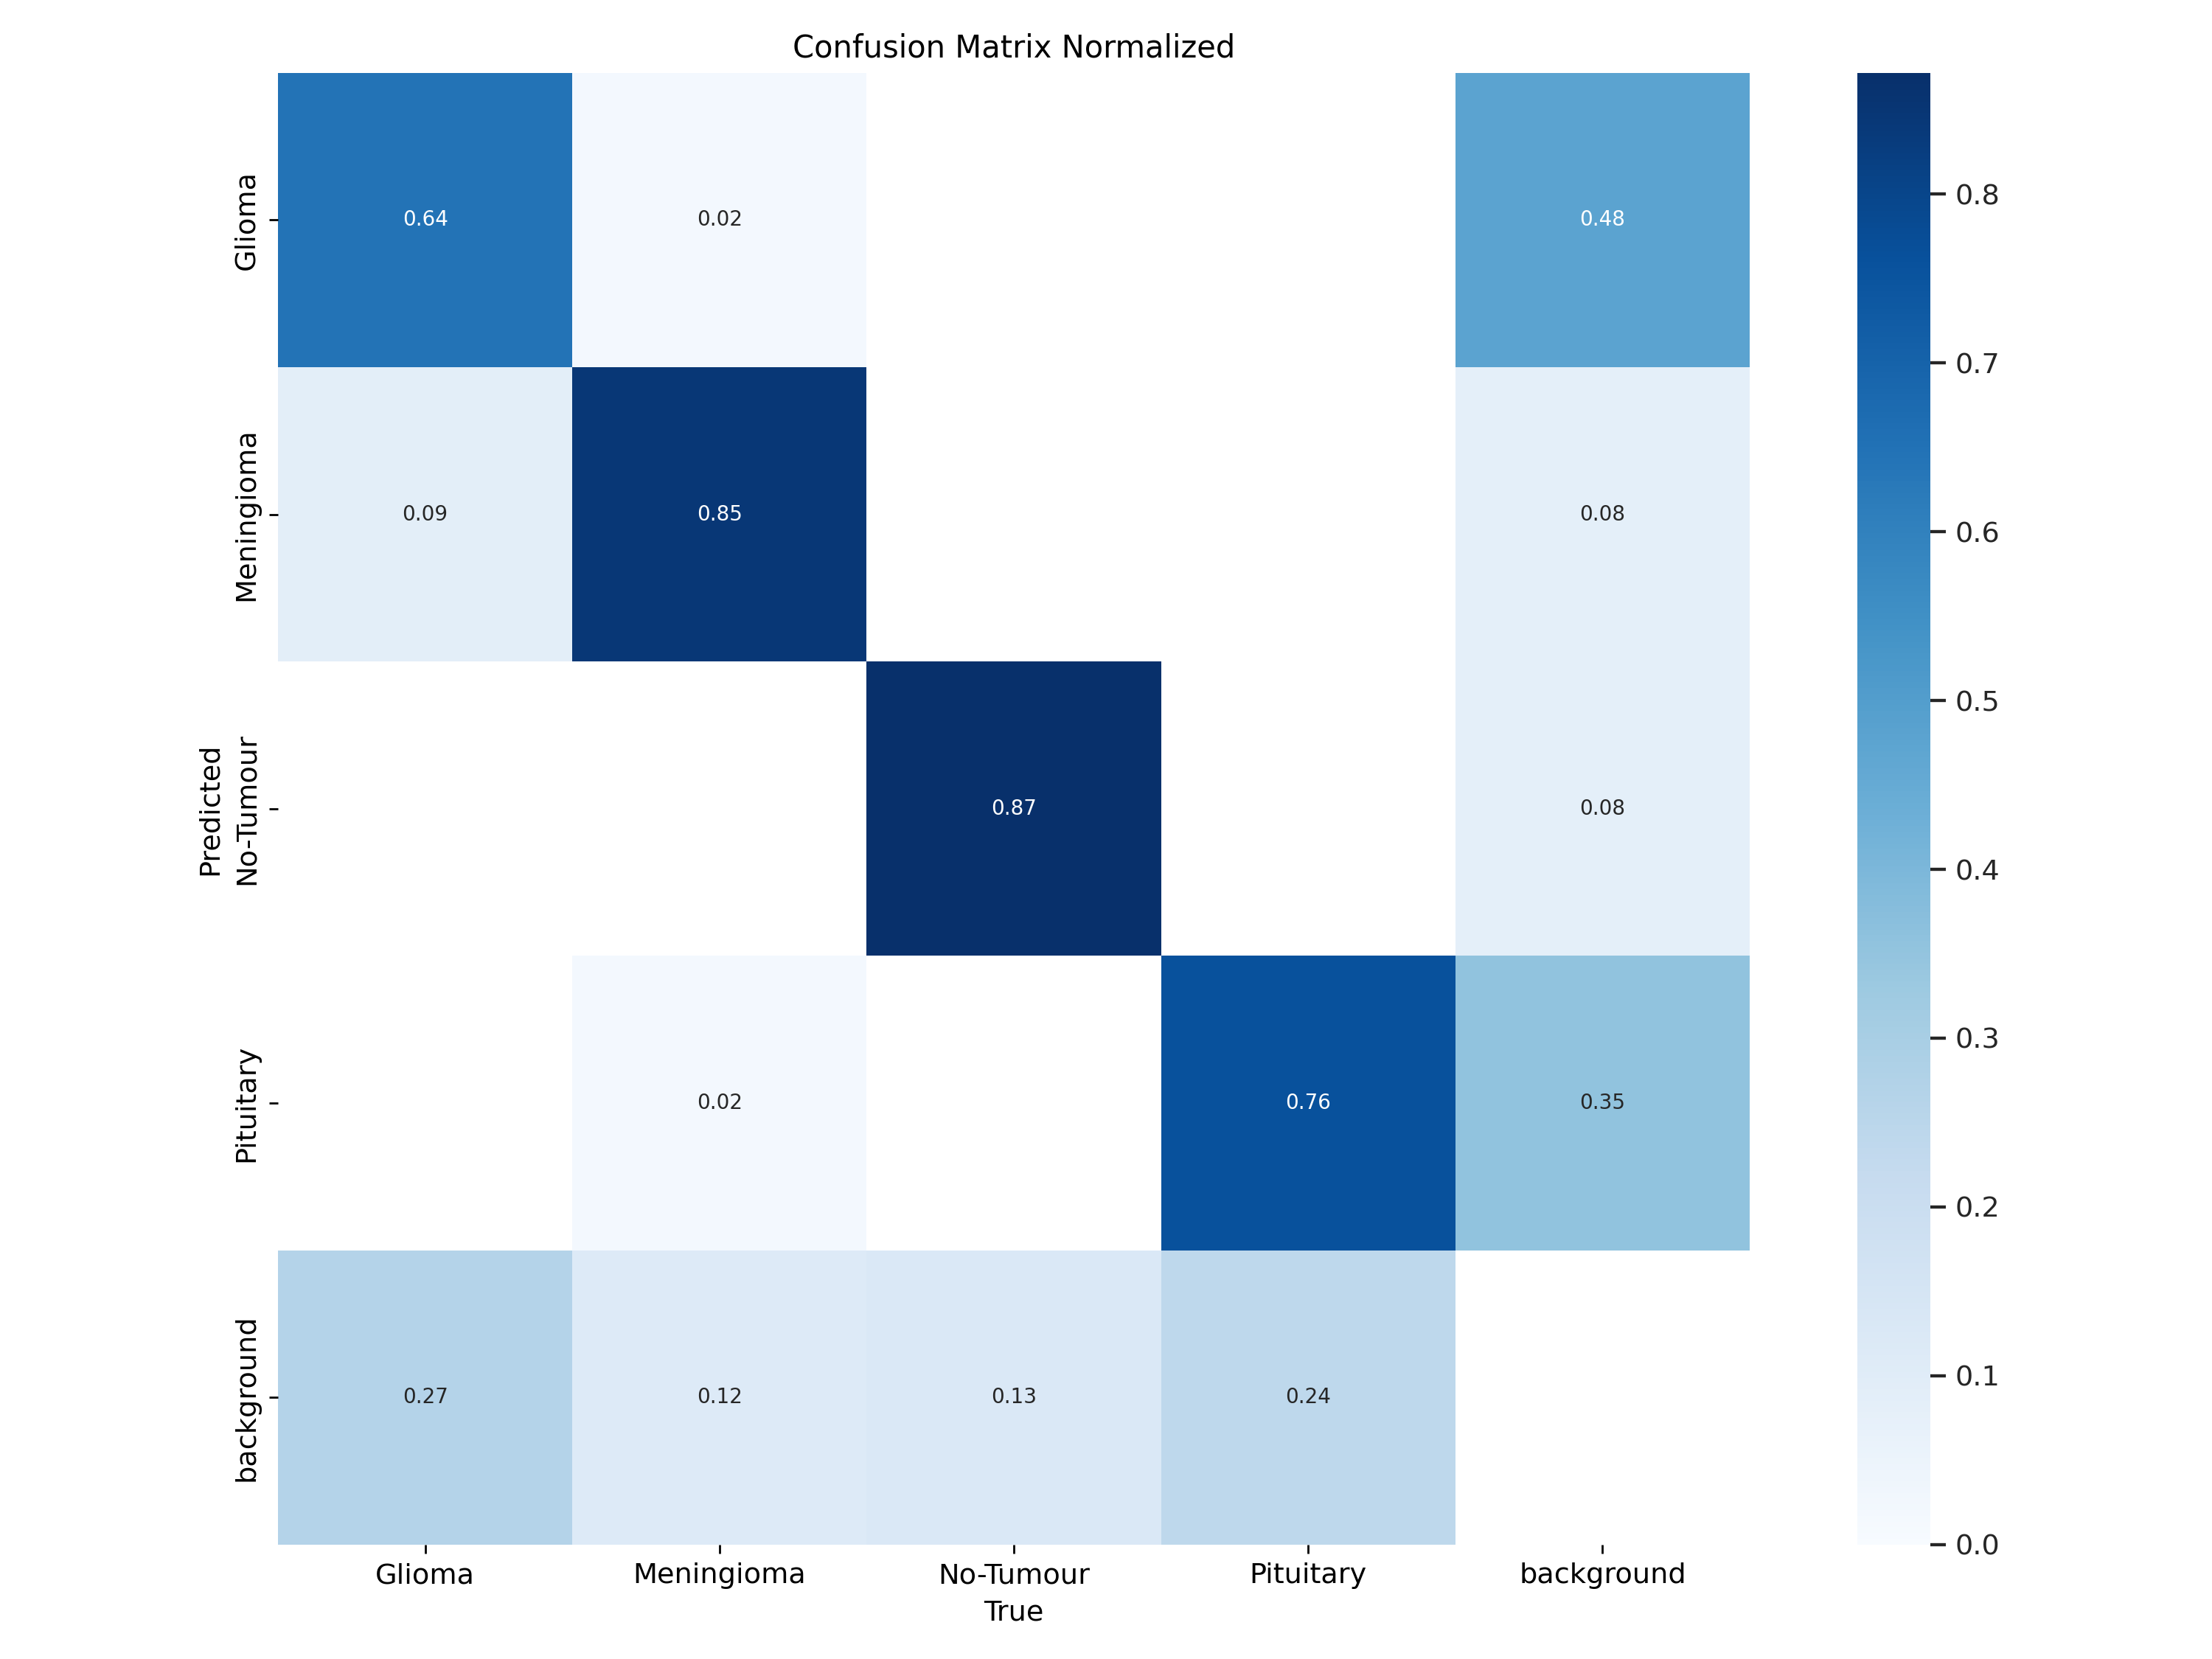 Confusion Matrix Normalized
Glioma
0.64
0.02
0.48
0.8
0.7
Meningioma
0.09
0.85
0.08
0.6
0.5
Predicted
No-Tumour
0.87
0.08
0.4
0.3
Pituitary
0.02
0.76
0.35
0.2
0.1
background
0.27
0.12
0.13
0.24
0.0
Glioma
Meningioma
No-Tumour
Pituitary
background
True